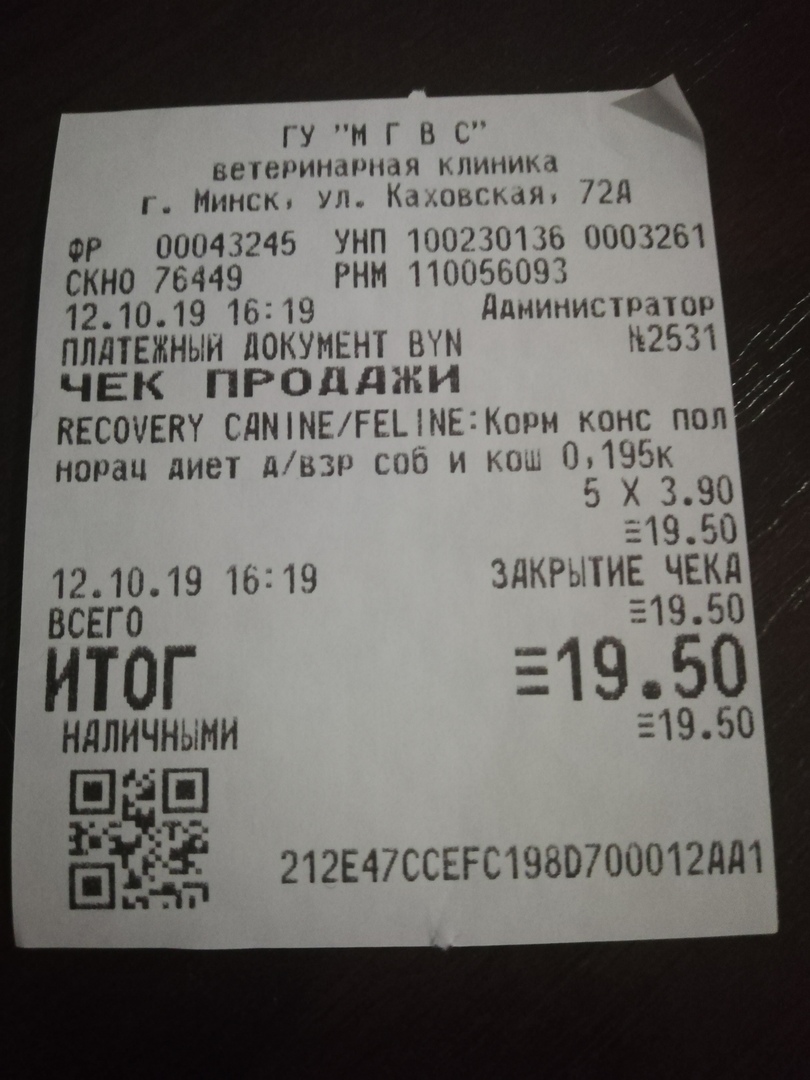 ГУ "М Г В С"
ветеринарная клиника
г. Минск, ул. Каховская, 72А
ФР 00043245 УНП 100230136 0003261
СКНО 76449 РНМ 110056093
12.10.19 16:19 Администратор
ПЛАТЕЖНЫЙ ДОКУМЕНТ BYN №2531
ЧЕК ПРОДАЖИ
RECOVERY CANINE/FELINE:Корм конс пол
норац диет д/взр соб и кош 0,195к
5 X 3.90
≡19.50
12.10.19 16:19 ЗАКРЫТИЕ ЧЕКА
ВСЕГО ≡19.50
ИТОГ ≡19.50
НАЛИЧНЫМИ ≡19.50
212E47CCEFC198D700012AA1